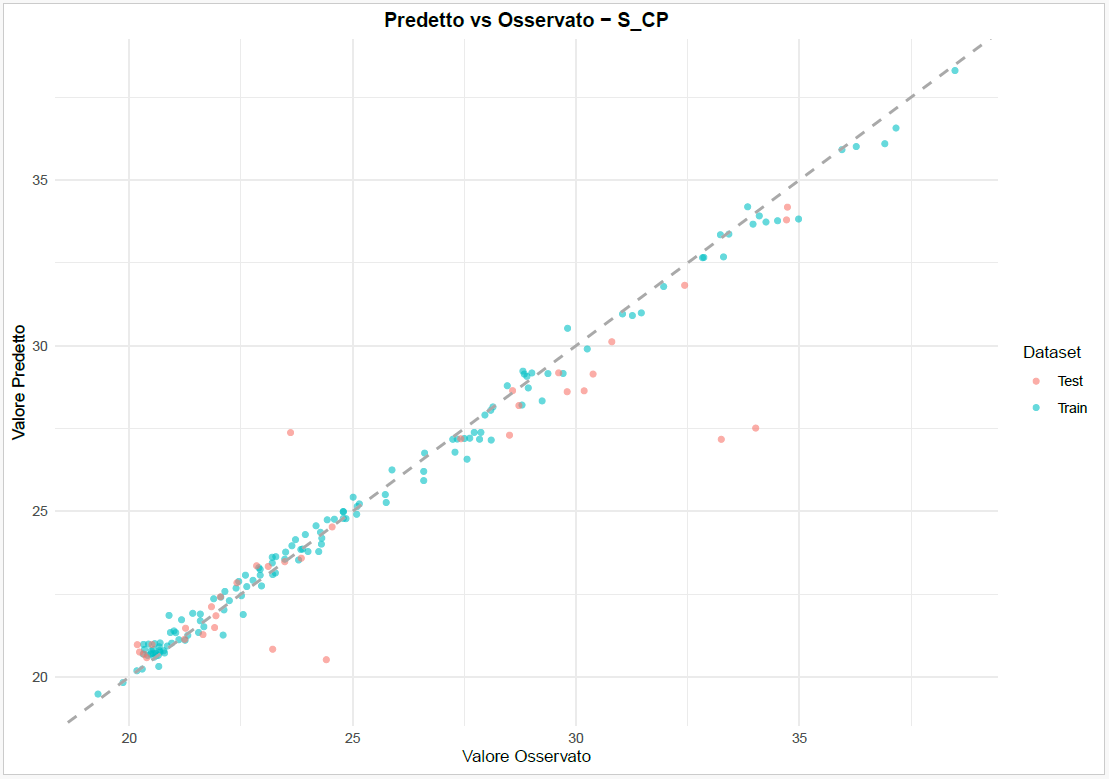 Predetto vs Osservato − S_CP
Valore Predetto
35
30
25
20
20 25 30 35
Valore Osservato
Dataset
Test
Train